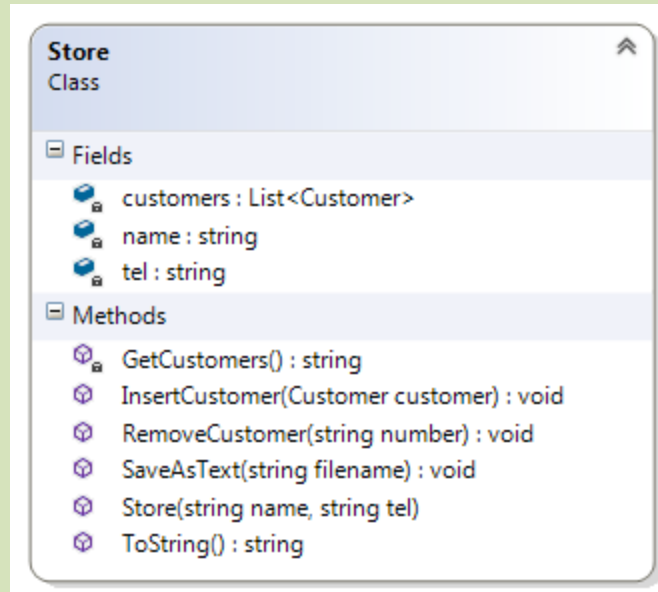 Store
Class
Fields
customers : List<Customer>
name : string
tel : string
Methods
GetCustomers() : string
InsertCustomer(Customer customer) : void
RemoveCustomer(string number) : void
SaveAsText(string filename) : void
Store(string name, string tel)
ToString() : string